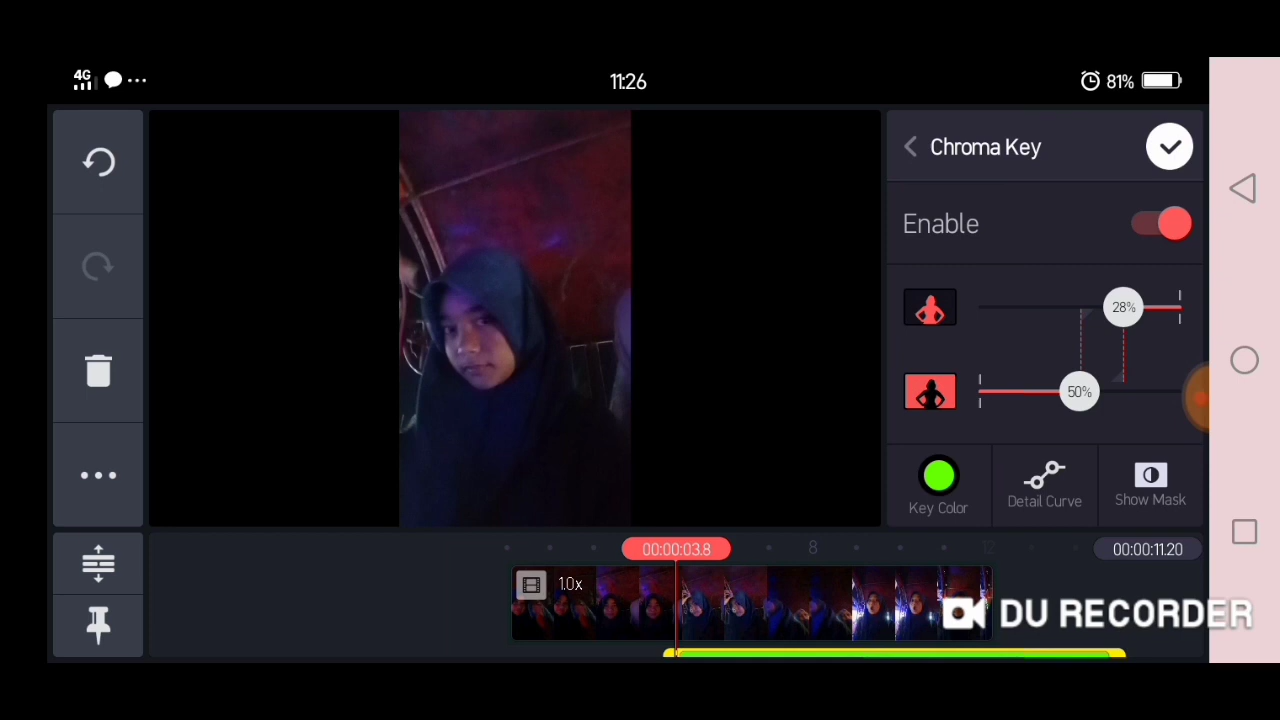 4G
11:26
81%
Chroma Key
Enable
28%
50%
Key Color
Detail Curve
Show Mask
00:00:03.8
8
12
00:00:11.20
1.0x
DU RECORDER